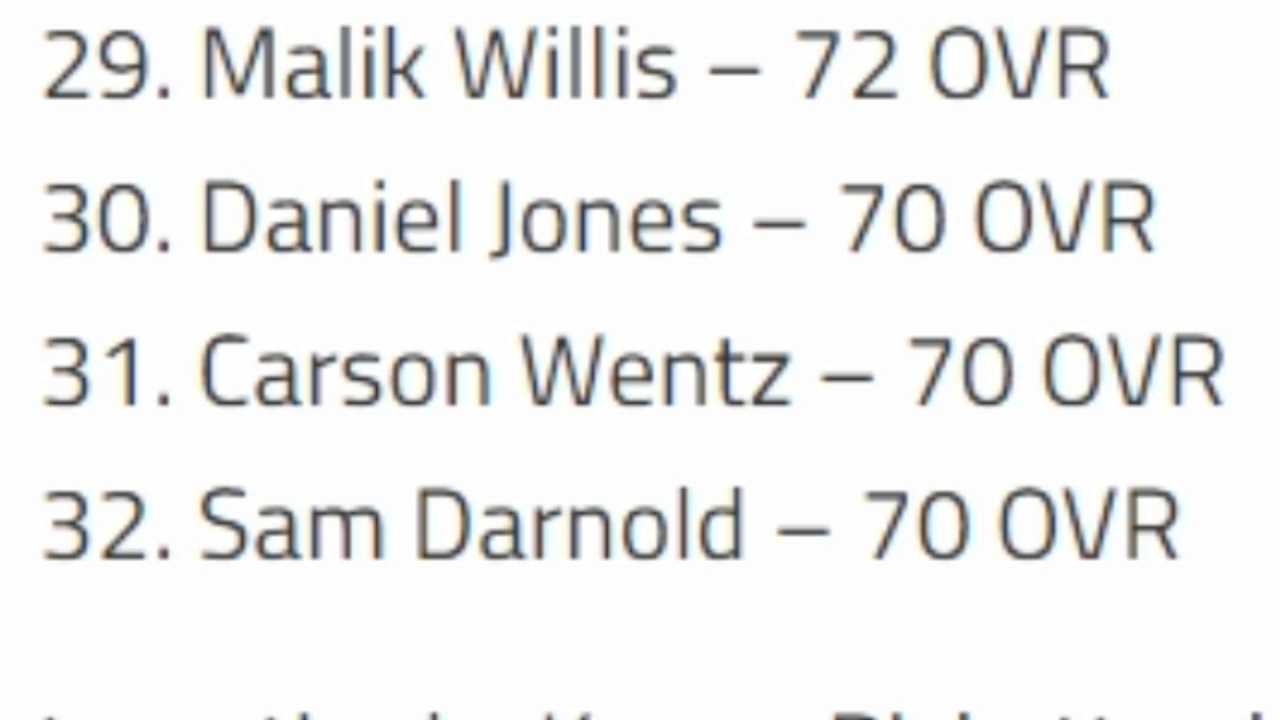 29. Malik Willis – 72 OVR
30. Daniel Jones – 70 OVR
31. Carson Wentz – 70 OVR
32. Sam Darnold – 70 OVR